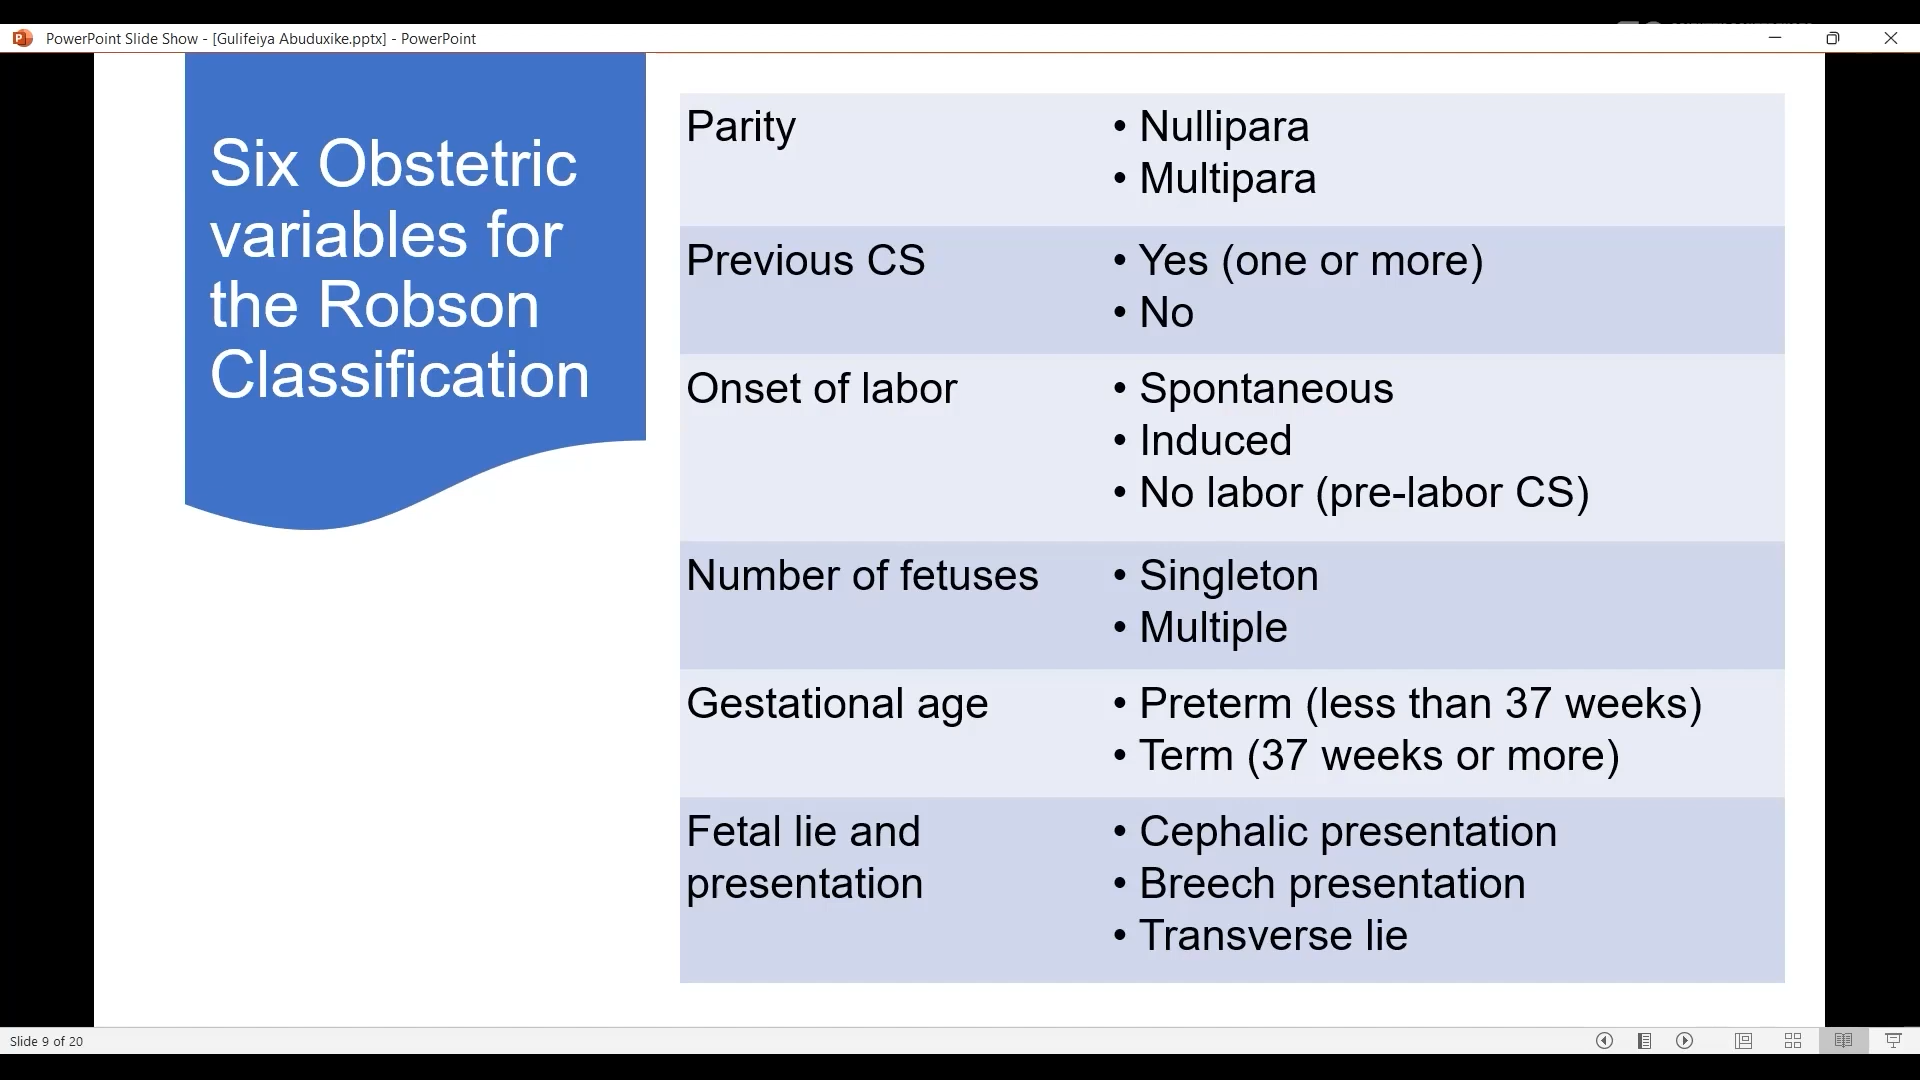 PowerPoint Slide Show - [Gulifeiya Abuduxike.pptx] - PowerPoint
Six Obstetric
variables for
the Robson
Classification
Parity
• Nullipara
• Multipara
Previous CS
• Yes (one or more)
• No
Onset of labor
• Spontaneous
• Induced
• No labor (pre-labor CS)
Number of fetuses
• Singleton
• Multiple
Gestational age
• Preterm (less than 37 weeks)
• Term (37 weeks or more)
Fetal lie and
presentation
• Cephalic presentation
• Breech presentation
• Transverse lie
Slide 9 of 20